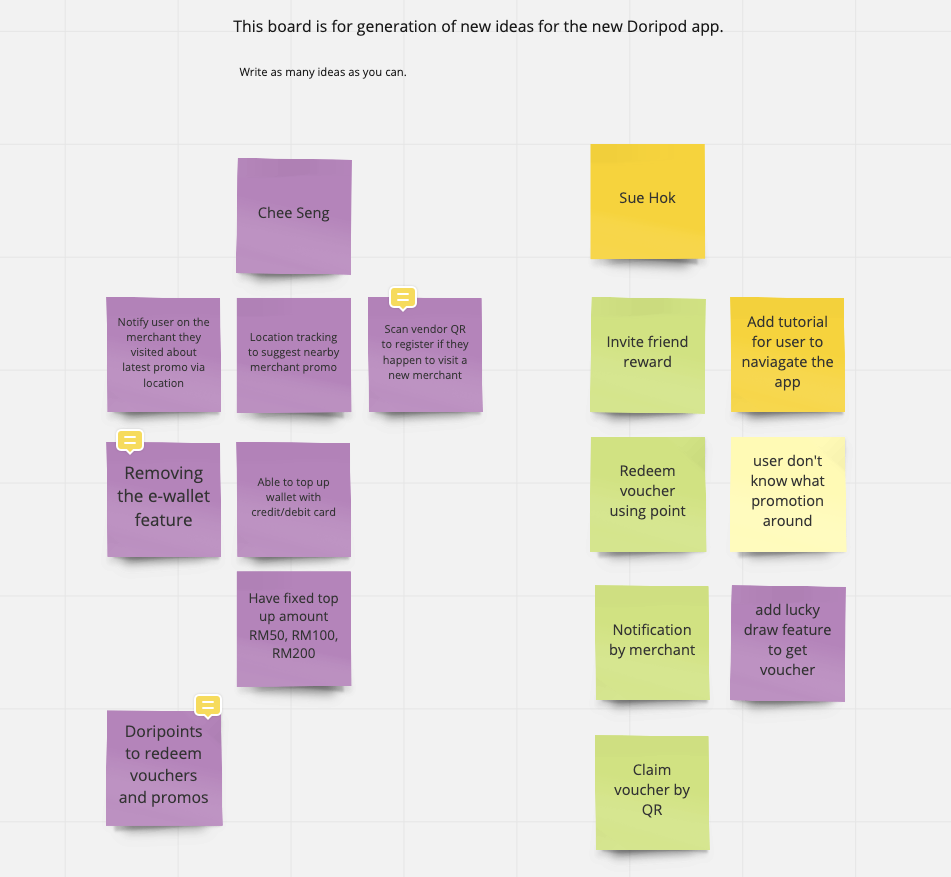 This board is for generation of new ideas for the new Doripod app.
Write as many ideas as you can.
Chee Seng
Notify user on the
merchant they
visited about
latest promo via
location
Location tracking
to suggest nearby
merchant promo
Scan vendor QR
to register if they
happen to visit a
new merchant
Removing
the e-wallet
feature
Able to top up
wallet with
credit/debit card
Have fixed top
up amount
RM50, RM100,
RM200
Doripoints
to redeem
vouchers
and promos
Sue Hok
Invite friend
reward
Add tutorial
for user to
naviagate the
app
Redeem
voucher
using point
user don't
know what
promotion
around
Notification
by merchant
add lucky
draw feature
to get
voucher
Claim
voucher by
QR